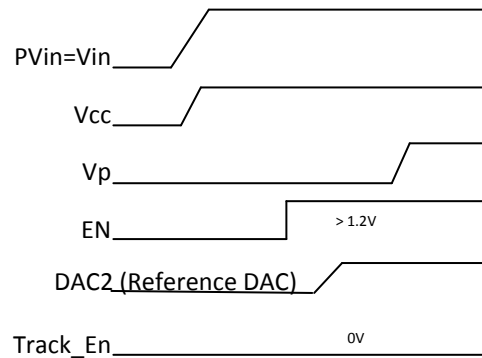 PVin=Vin
Vcc
Vp
EN
> 1.2V
DAC2 (Reference DAC)
Track_En
0V